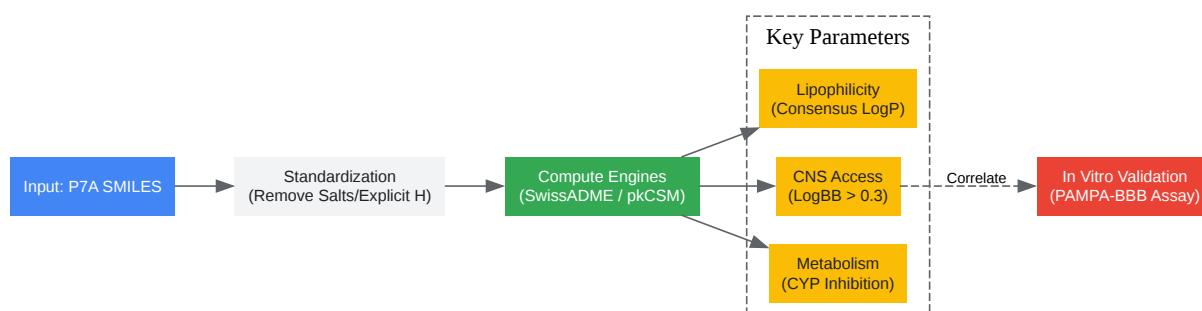 Key Parameters
Lipophilicity
(Consensus LogP)
Input: P7A SMILES
Standardization
(Remove Salts/Explicit H)
Compute Engines
(SwissADME / pkCSM)
CNS Access
(LogBB > 0.3)
Correlate
In Vitro Validation
(PAMPA-BBB Assay)
Metabolism
(CYP Inhibition)